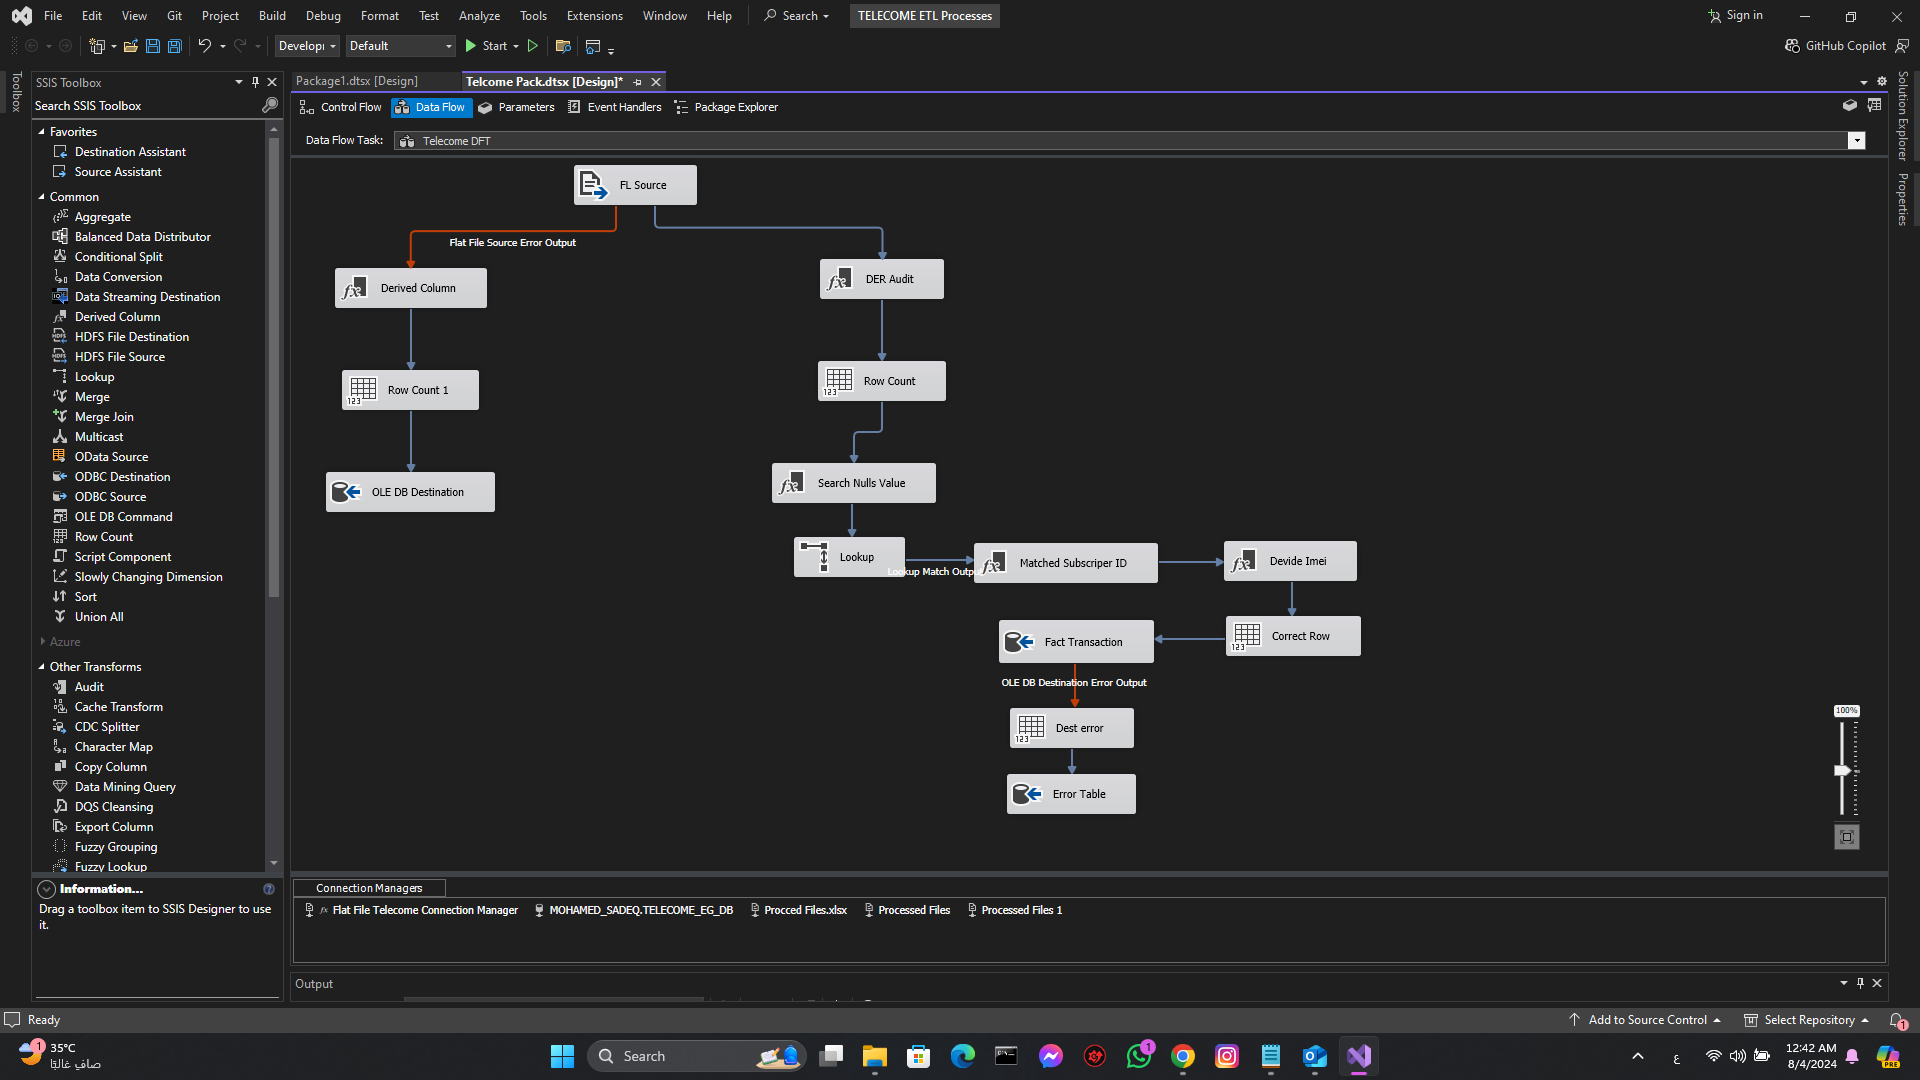 File Edit View Git Project Build Debug Format Test Analyze Tools Extensions Window Help Search TELECOME ETL Processes Sign in
Develop Default Start GitHub Copilot
Toolbox
SSIS Toolbox
Search SSIS Toolbox
Favorites
Destination Assistant
Source Assistant
Common
Aggregate
Balanced Data Distributor
Conditional Split
Data Conversion
Data Streaming Destination
Derived Column
HDFS File Destination
HDFS File Source
Lookup
Merge
Merge Join
Multicast
OData Source
ODBC Destination
ODBC Source
OLE DB Command
Row Count
Script Component
Slowly Changing Dimension
Sort
Union All
Azure
Other Transforms
Audit
Cache Transform
CDC Splitter
Character Map
Copy Column
Data Mining Query
DQS Cleansing
Export Column
Fuzzy Grouping
Fuzzy Lookup
Information...
Drag a toolbox item to SSIS Designer to use
it.
Package1.dtsx [Design] Telcome Pack.dtsx [Design]*
Control Flow Data Flow Parameters Event Handlers Package Explorer
Data Flow Task: Telecome DFT
FL Source
Flat File Source Error Output
Derived Column
DER Audit
Row Count 1
Row Count
Search Nulls Value
OLE DB Destination
Lookup
Lookup Match Outpu
Matched Subscriper ID
Devide Imei
Correct Row
Fact Transaction
OLE DB Destination Error Output
Dest error
Error Table
100%
Solution Explorer
Properties
Connection Managers
Flat File Telecome Connection Manager MOHAMED_SADEQ.TELECOME_EG_DB Procced Files.xlsx Processed Files Processed Files 1
Output
Ready Add to Source Control Select Repository 1
1 35°C
صافٍ غالبًا
Search
1
PRE
ع
12:42 AM
8/4/2024